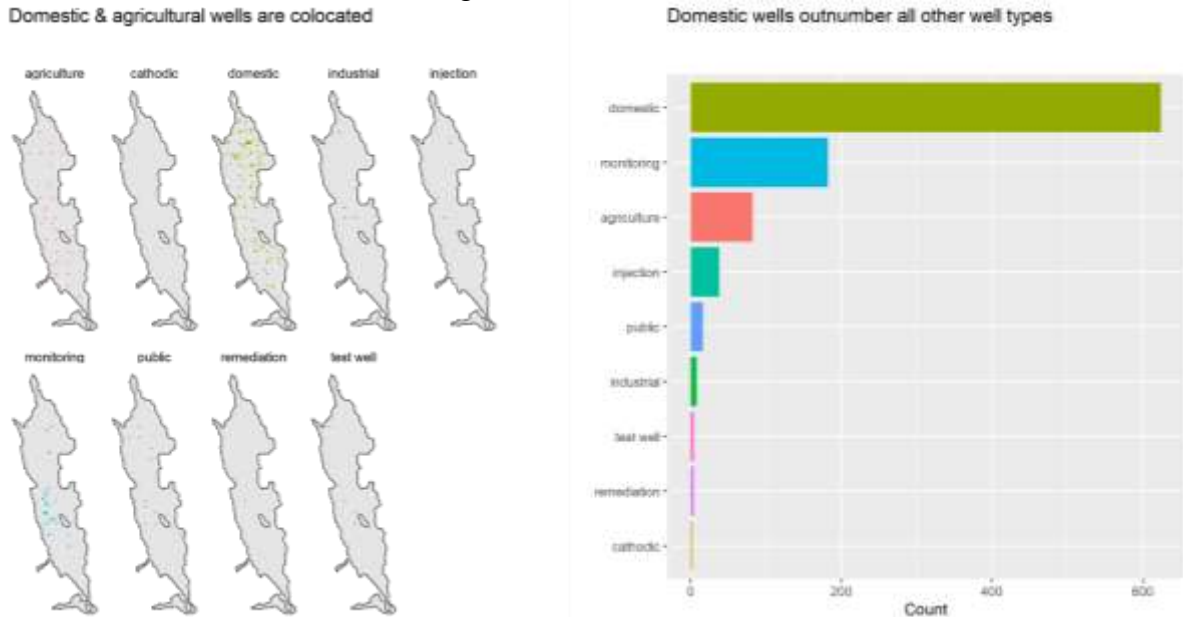 Domestic & agricultural wells are colocated
agriculture cathodic domestic industrial injection
monitoring public remediation test well
Domestic wells outnumber all other well types
domestic
monitoring
agriculture
injection
public
industrial
test well
remediation
cathodic
0 200 400 600
Count